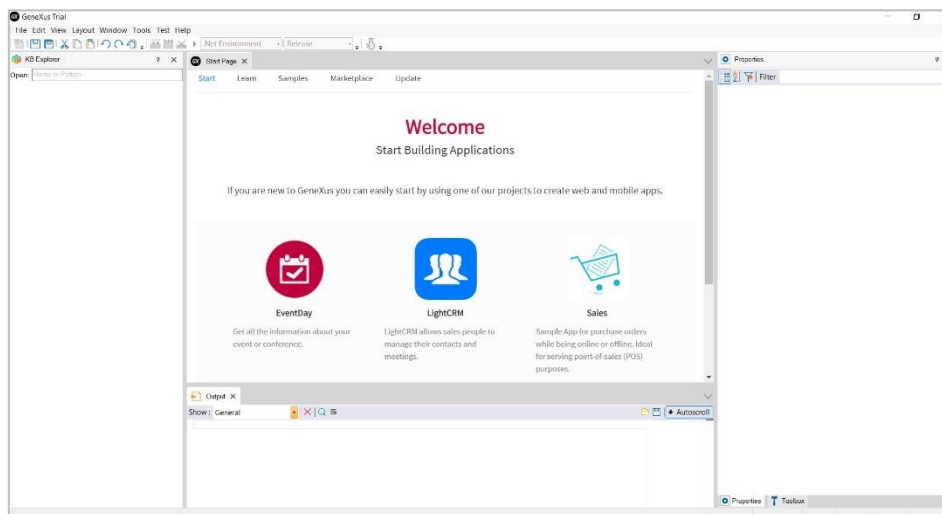 GX GeneXus Trial
File Edit View Layout Window Tools Test Help
.Net Environment Release
KB Explorer
Open: Name or Pattern...
GX Start Page X
Start Learn Samples Marketplace Update
Welcome
Start Building Applications
If you are new to GeneXus you can easily start by using one of our projects to create web and mobile apps.
EventDay
Get all the information about your
event or conference.
LightCRM
LightCRM allows sales people to
manage their contacts and
meetings.
Sales
Sample App for purchase orders
while being online or offline. Ideal
for serving point-of-sales (POS)
purposes.
Output X
Show: General
Autoscroll
Properties
Filter
Properties Toolbox